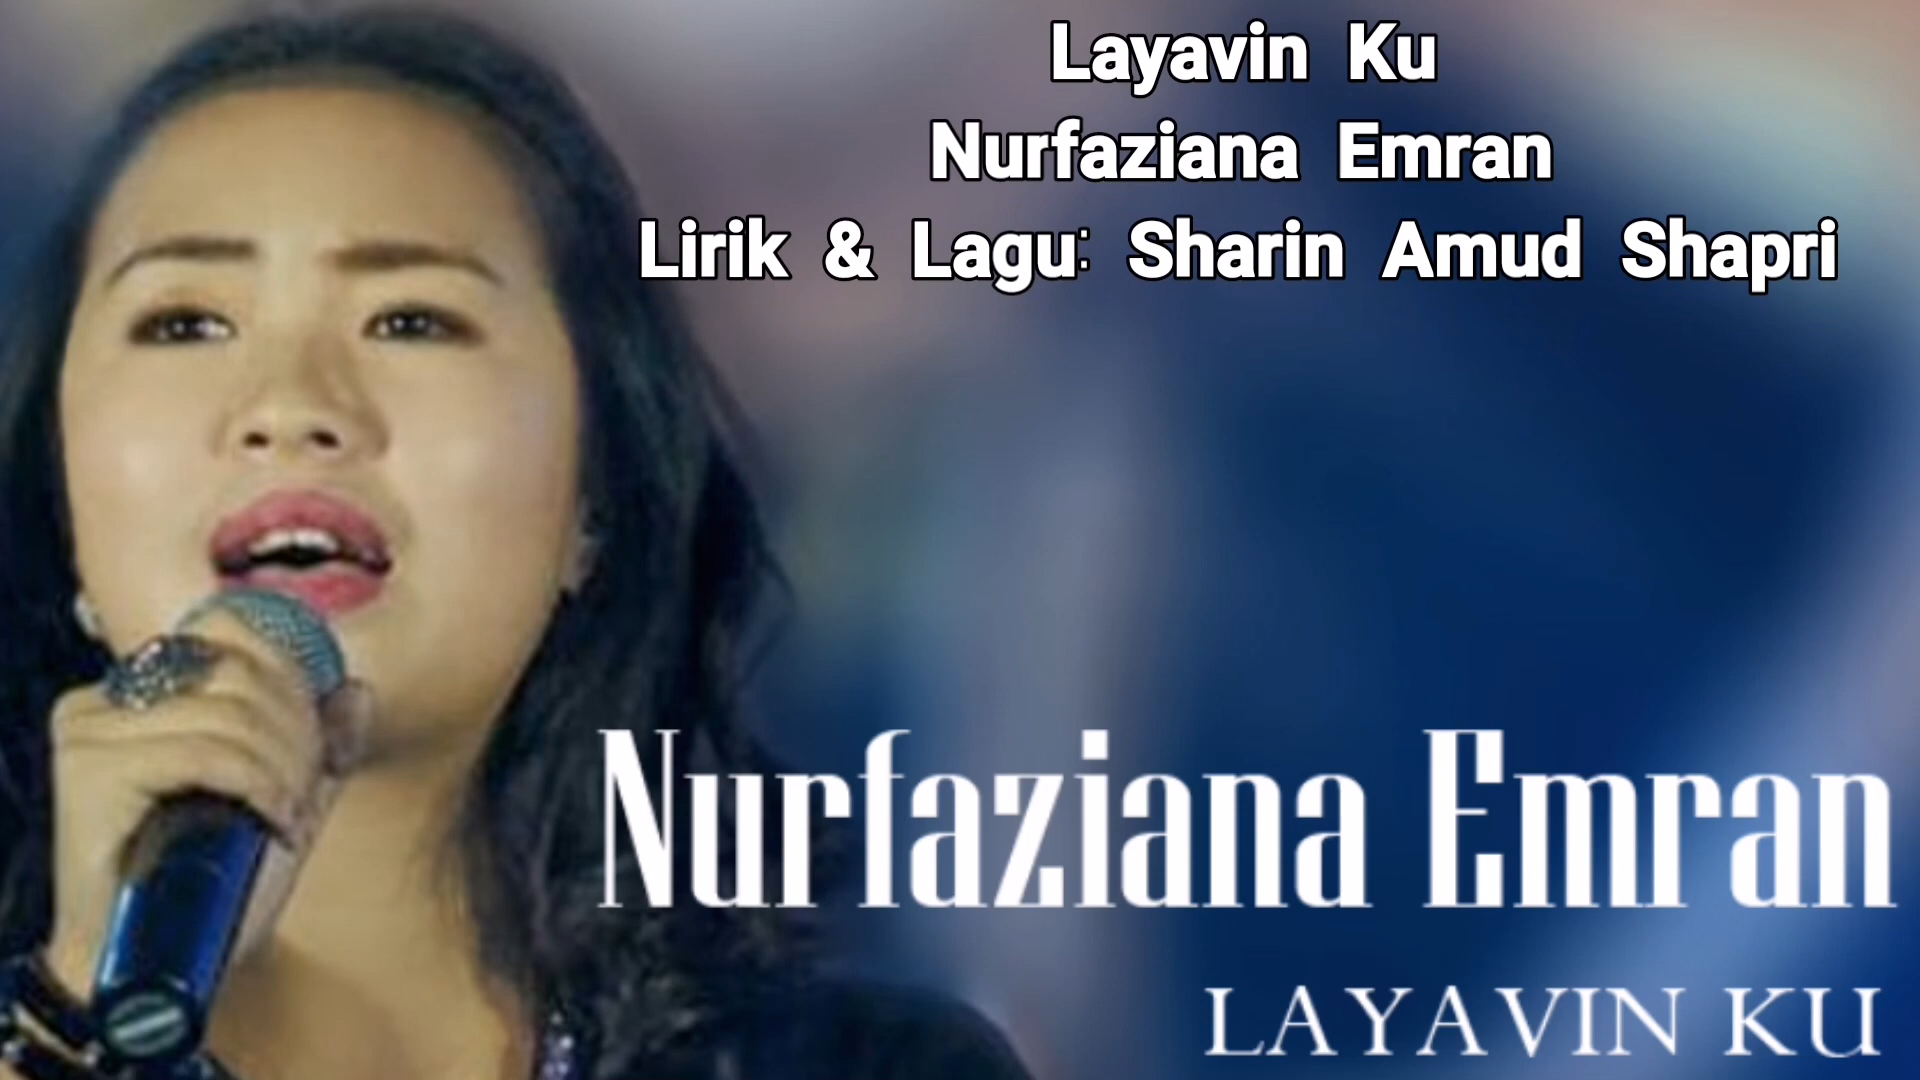 Layavin Ku
Nurfaziana Emran
Lirik & Lagu: Sharin Amud Shapri
Nurfaziana Emran
LAYAVIN KU